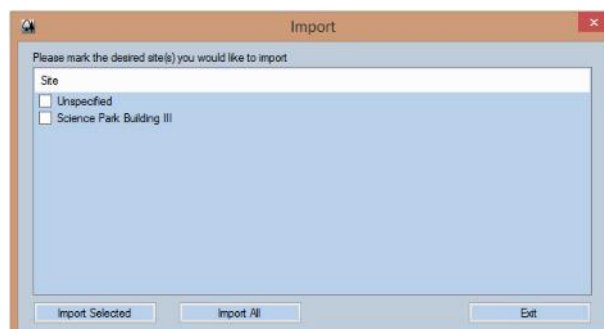 Import
Please mark the desired site(s) you would like to import
Site
Unspecified
Science Park Building III
Import Selected Import All Exit